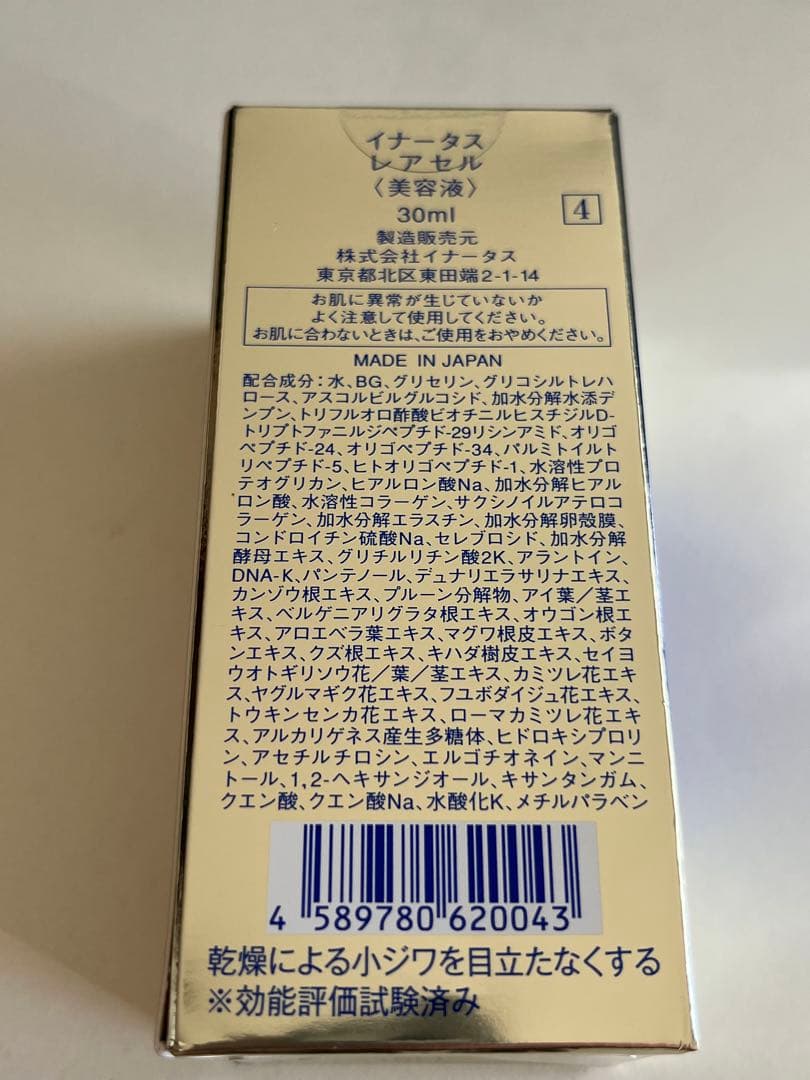 イナータス
レアセル
〈美容液〉
30ml
4
製造販売元
株式会社イナータス
東京都北区東田端2-1-14
お肌に異常が生じていないか
よく注意して使用してください。
お肌に合わないときは、ご使用をおやめください。
MADE IN JAPAN
配合成分：水、BG、グリセリン、グリコシルトレハ
ロース、アスコルビルグルコシド、加水分解水添デ
ンプン、トリフルオロ酢酸ビオチニルヒスチジルD-
トリプトファニルジペプチド-29リシンアミド、オリゴ
ペプチド-24、オリゴペプチド-34、パルミトイルト
リペプチド-5、ヒトオリゴペプチド-1、水溶性プロ
テオグリカン、ヒアルロン酸Na、加水分解ヒアル
ロン酸、水溶性コラーゲン、サクシノイルアテロコ
ラーゲン、加水分解エラスチン、加水分解卵殻膜、
コンドロイチン硫酸Na、セレブロシド、加水分解
酵母エキス、グリチルリチン酸2K、アラントイン、
DNA-K、パンテノール、デュナリエラサリナエキス、
カンゾウ根エキス、プルーン分解物、アイ葉／茎エ
キス、ベルゲニアリグラタ根エキス、オウゴン根エ
キス、アロエベラ葉エキス、マグワ根皮エキス、ボタ
ンエキス、クズ根エキス、キハダ樹皮エキス、セイヨ
ウオトギリソウ花／葉／茎エキス、カミツレ花エキ
ス、ヤグルマギク花エキス、フユボダイジュ花エキス、
トウキンセンカ花エキス、ローマカミツレ花エキ
ス、アルカリゲネス産生多糖体、ヒドロキシプロリ
ン、アセチルチロシン、エルゴチオネイン、マンニ
トール、1,2-ヘキサンジオール、キサンタンガム、
クエン酸、クエン酸Na、水酸化K、メチルパラベン
4 589780 620043
乾燥による小ジワを目立たなくする
※効能評価試験済み